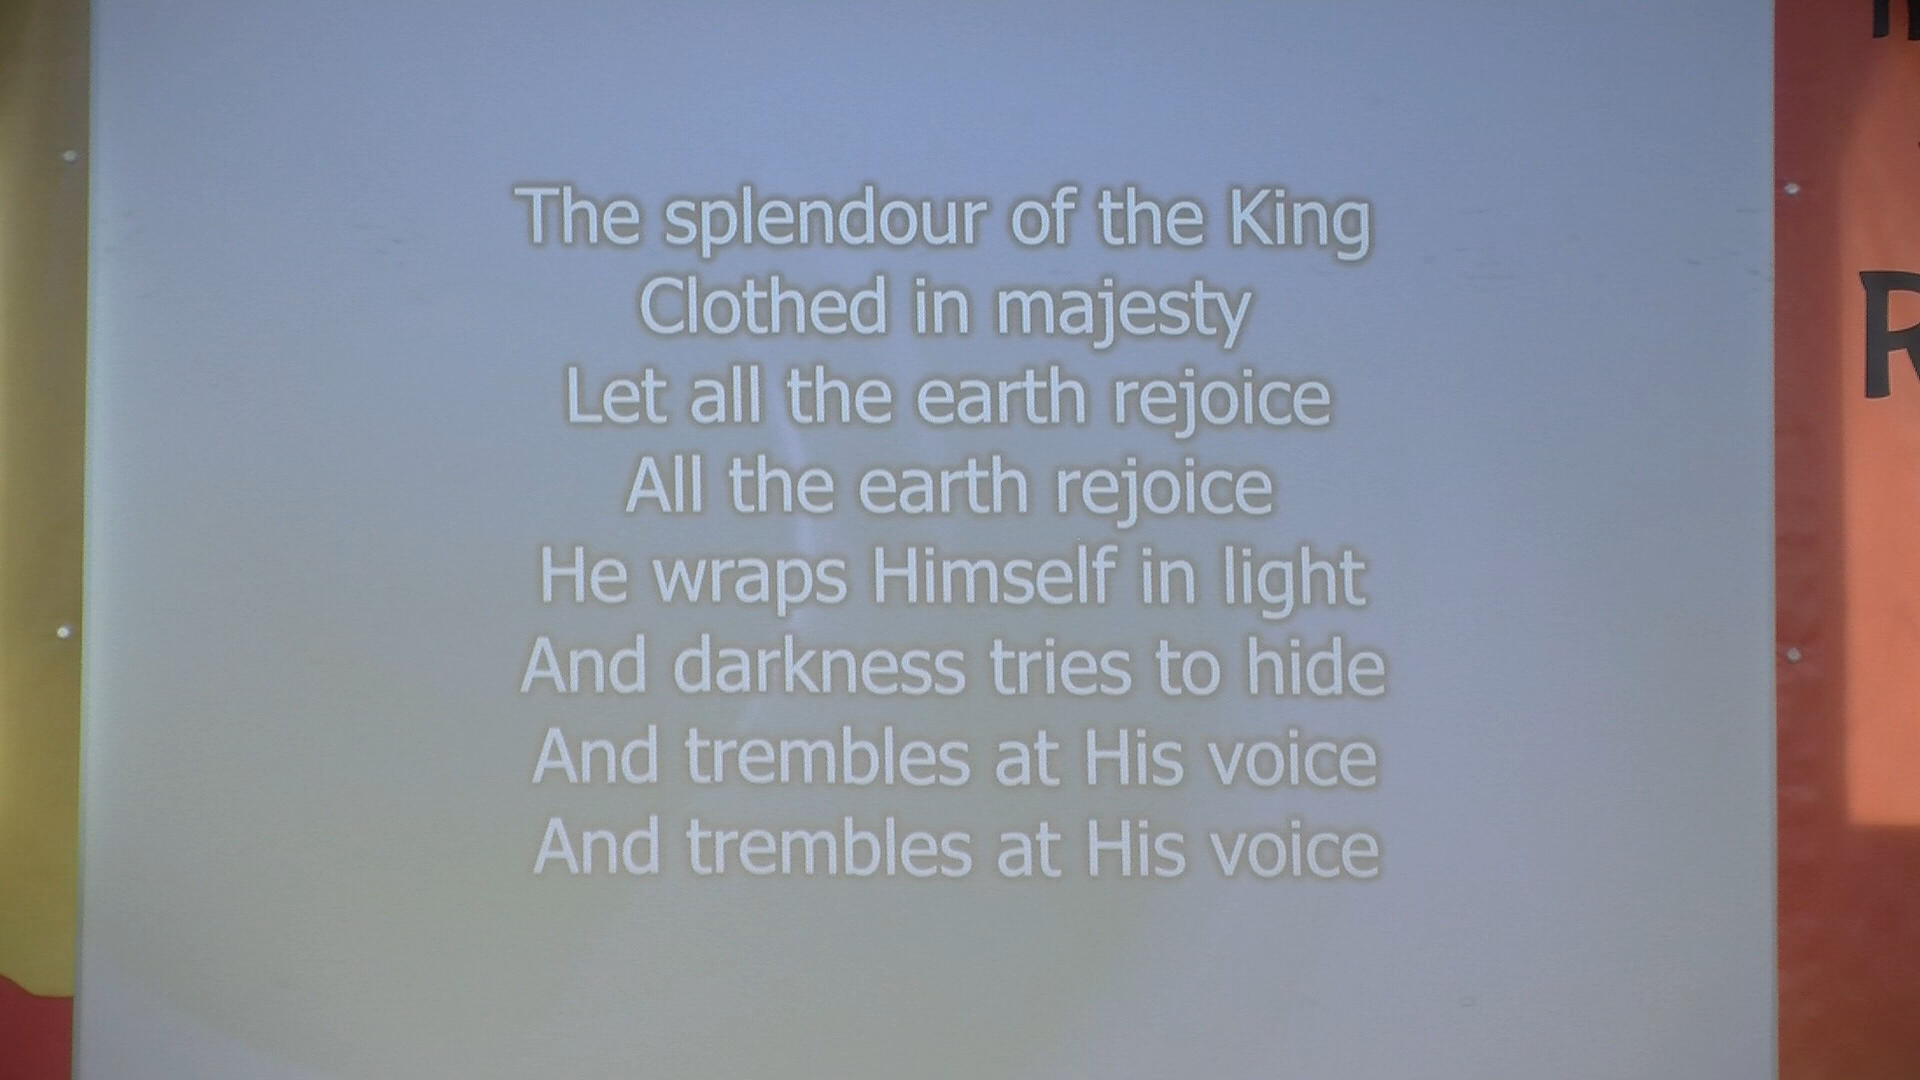 The splendour of the King
Clothed in majesty
Let all the earth rejoice
All the earth rejoice
He wraps Himself in light
And darkness tries to hide
And trembles at His voice
And trembles at His voice
R